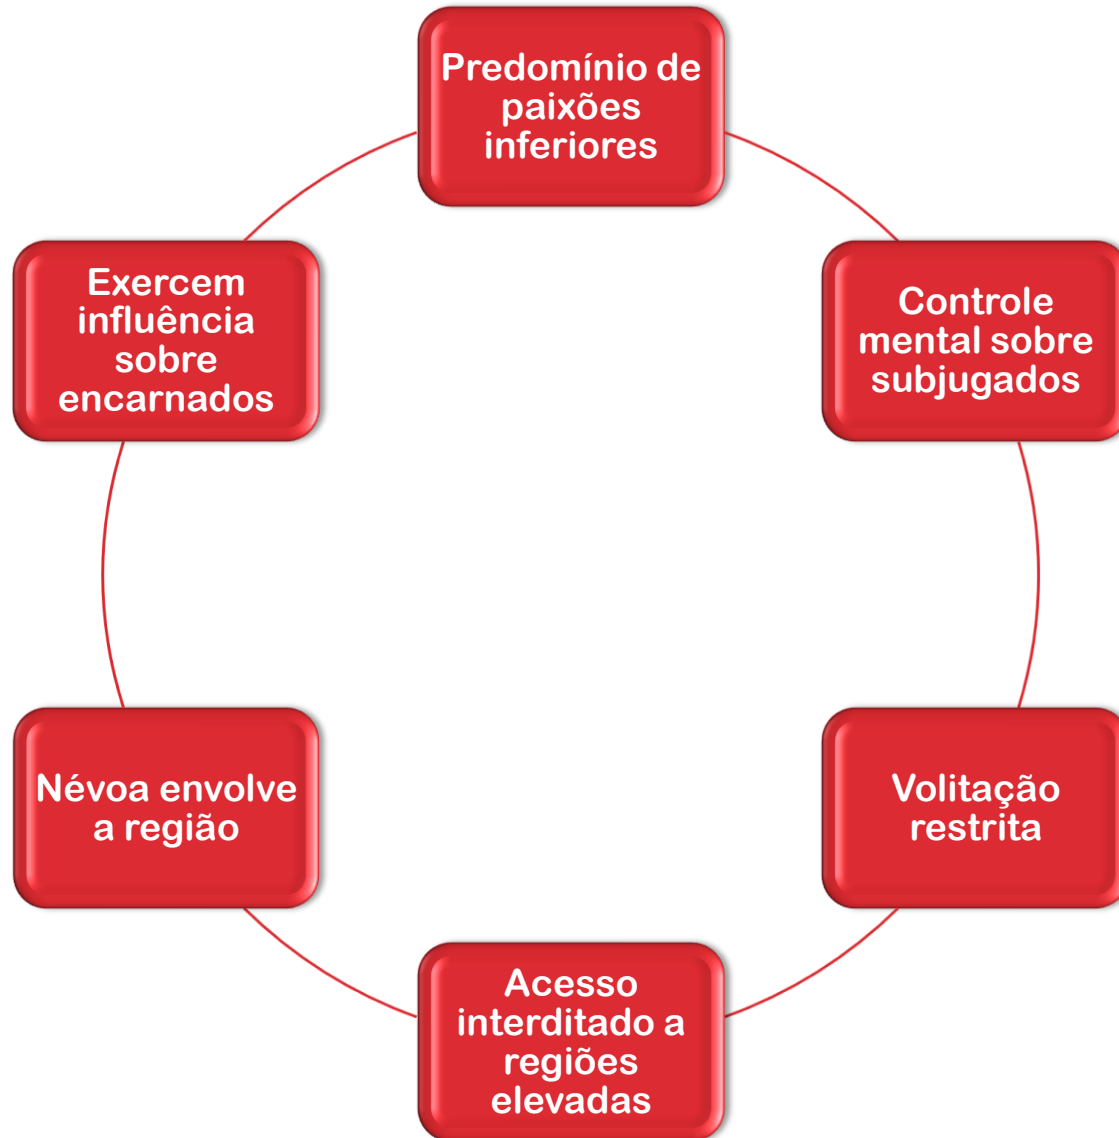 Predomínio de
paixões
inferiores
Controle
mental sobre
subjugados
Volitação
restrita
Acesso
interditado a
regiões
elevadas
Névoa envolve
a região
Exercem
influência
sobre
encarnados